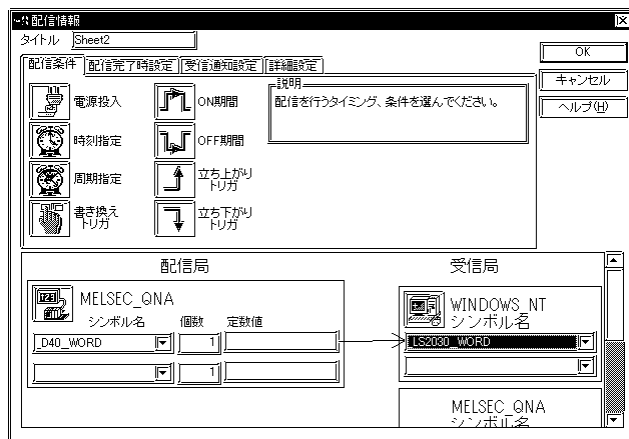 配信情報
タイトル Sheet2
OK
キャンセル
ヘルプ(H)
配信条件 配信完了時設定 受信通知設定 詳細設定
電源投入
ON期間
時刻指定
OFF期間
周期指定
立ち上がり
トリガ
書き換え
トリガ
立ち下がり
トリガ
説明
配信を行うタイミング、条件を選んでください。
配信局
受信局
MELSEC_QNA
シンボル名 個数 定数値
_D40_WORD 1
1
WINDOWS_NT
シンボル名
LS2030_WORD
MELSEC_QNA
シンボル名